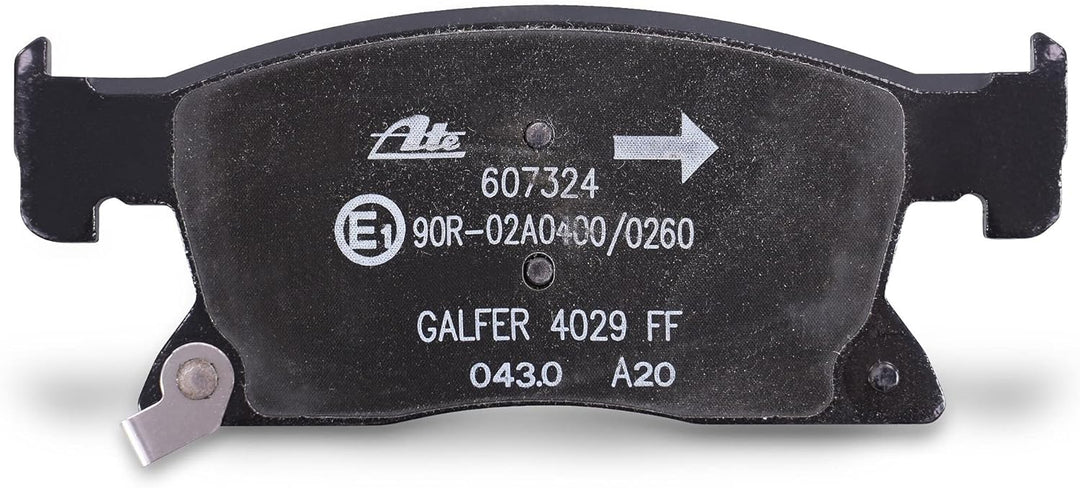 Ate
607324
E1 90R-02A0400/0260
GALFER 4029 FF
043.0 A20